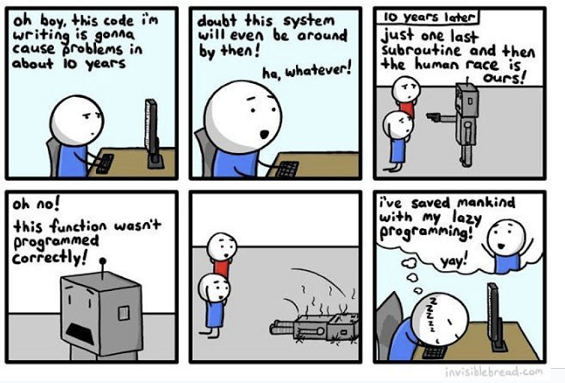 oh boy, this code i'm
writing is gonna
cause problems in
about 10 years
doubt this system
will even be around
by then!
ha, whatever!
10 years later
just one last
subroutine and then
the human race is
ours!
oh no!
this function wasn't
programmed
correctly!
i've saved mankind
with my lazy
programming!
yay!
zzzzz
invisiblebread.com